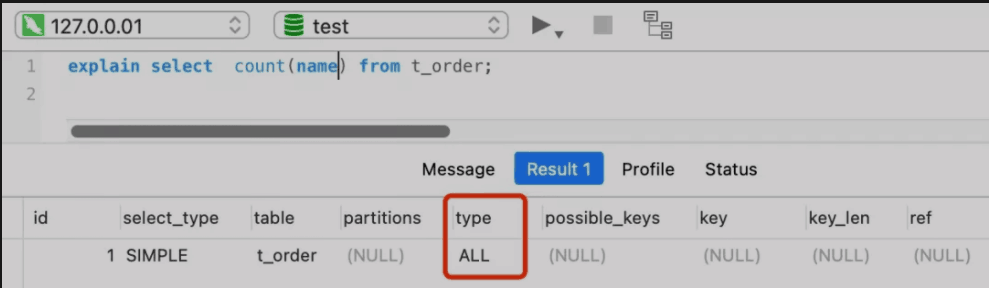 127.0.0.01 test
1 explain select count(name) from t_order;
2
Message Result 1 Profile Status
id select_type table partitions type possible_keys key key_len ref
1 SIMPLE t_order (NULL) ALL (NULL) (NULL) (NULL) (NULL)